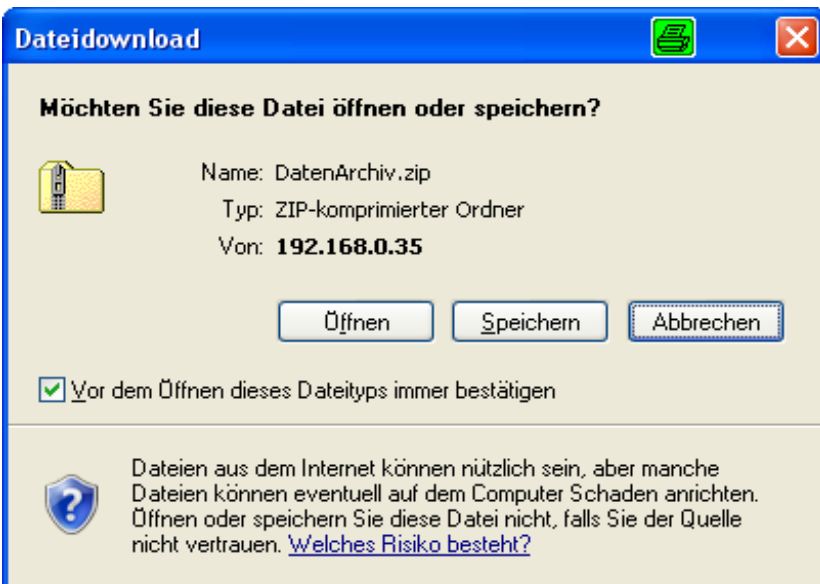 Dateidownload
Möchten Sie diese Datei öffnen oder speichern?
Name: DatenArchiv.zip
Typ: ZIP-komprimierter Ordner
Von: 192.168.0.35
Öffnen Speichern Abbrechen
Vor dem Öffnen dieses Dateityps immer bestätigen
Dateien aus dem Internet können nützlich sein, aber manche
Dateien können eventuell auf dem Computer Schaden anrichten.
Öffnen oder speichern Sie diese Datei nicht, falls Sie der Quelle
nicht vertrauen. Welches Risiko besteht?